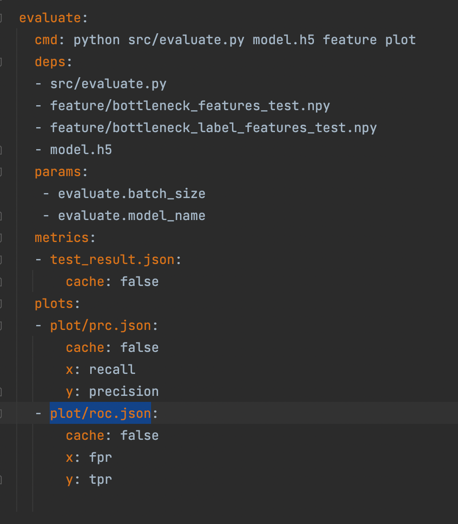 evaluate:
cmd: python src/evaluate.py model.h5 feature plot
deps:
- src/evaluate.py
- feature/bottleneck_features_test.npy
- feature/bottleneck_label_features_test.npy
- model.h5
params:
- evaluate.batch_size
- evaluate.model_name
metrics:
- test_result.json:
cache: false
plots:
- plot/prc.json:
cache: false
x: recall
y: precision
- plot/roc.json:
cache: false
x: fpr
y: tpr